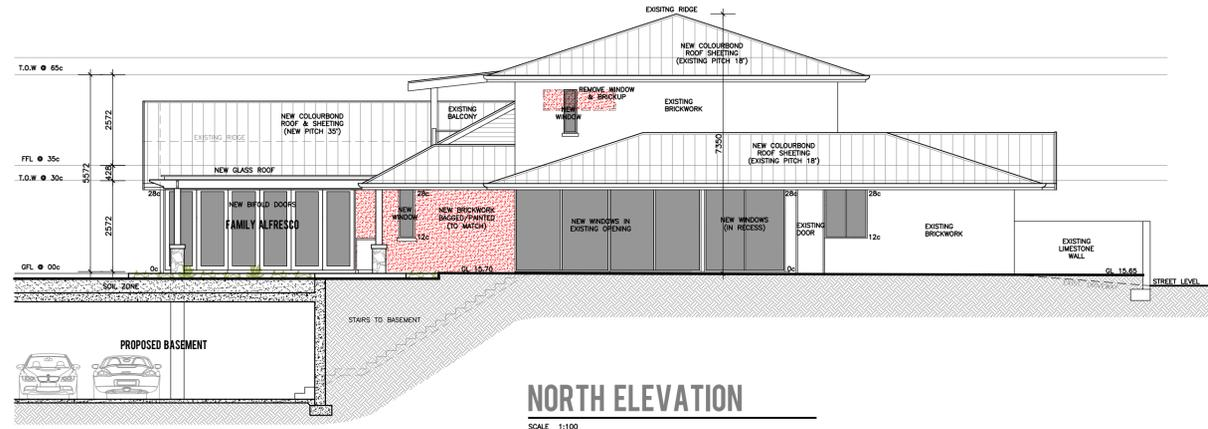 EXISITNG RIDGE
NEW COLOURBOND
ROOF SHEETING
(EXISTING PITCH 18°)
T.O.W @ 65c
REMOVE WINDOW
& BRICKUP
NEW
WINDOW
EXISTING
BRICKWORK
EXISTING
BALCONY
NEW COLOURBOND
ROOF & SHEETING
(NEW PITCH 35°)
EXISTING RIDGE
2572
7350
NEW COLOURBOND
ROOF SHEETING
(EXISTING PITCH 18°)
FFL @ 35c
5572
428
T.O.W @ 30c
NEW GLASS ROOF
28c
28c
28c
28c
NEW BIFOLD DOORS
FAMILY ALFRESCO
NEW
WINDOW
NEW BRICKWORK
BAGGED/PAINTED
(TO MATCH)
NEW WINDOWS IN
EXISTING OPENING
NEW WINDOWS
(IN RECESS)
EXISTING
DOOR
EXISTING
BRICKWORK
EXISTING
LIMESTONE
WALL
2572
12c
12c
GFL @ 00c
0c
GL 15.70
0c
GL 15.65
STREET LEVEL
SOIL ZONE
STAIRS TO BASEMENT
PROPOSED BASEMENT
NORTH ELEVATION
SCALE 1:100